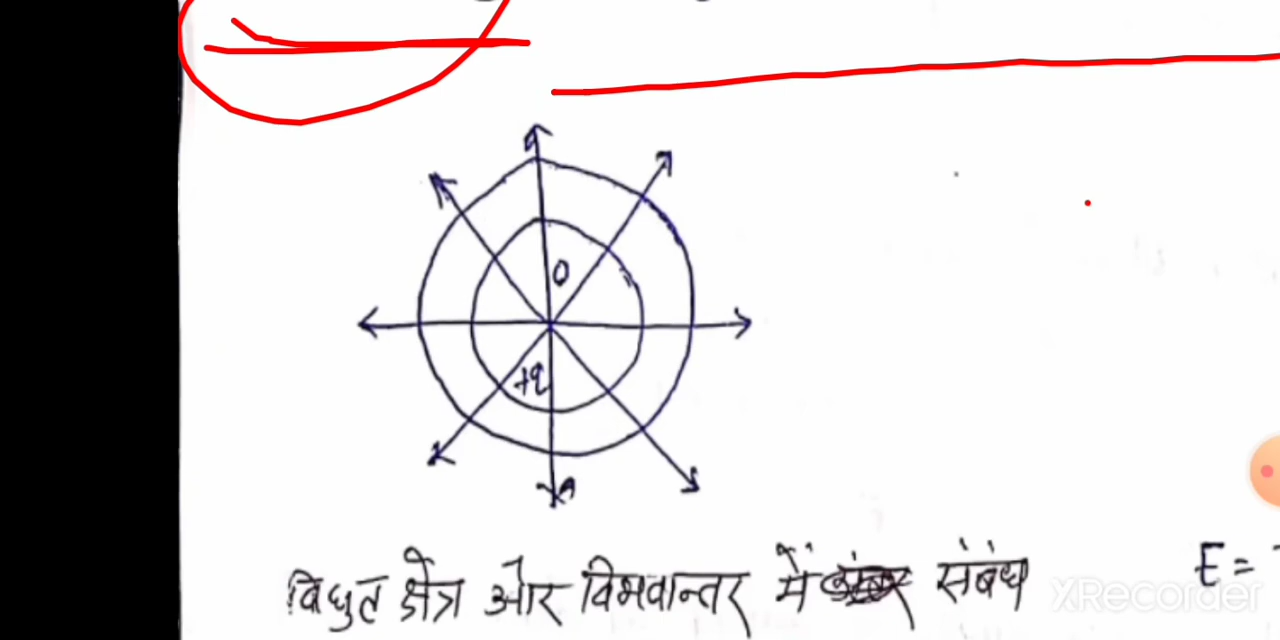 O
+q
विधुत क्षेत्र और विभवान्तर में संबंध E =
XRecorder